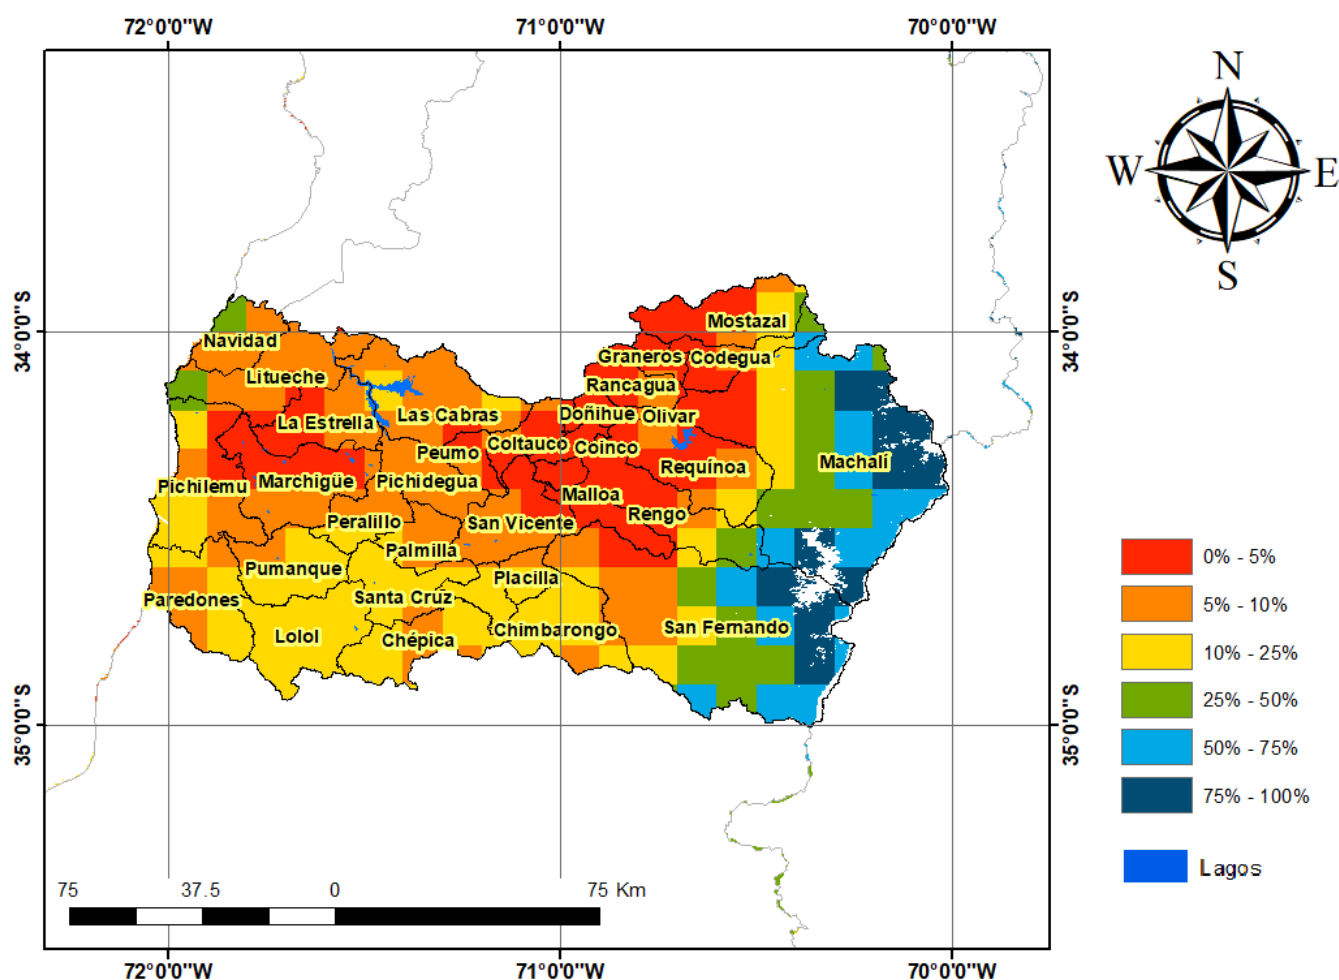 72°0'0"W
71°0'0"W
70°0'0"W
N
W
E
S
34°0'0"S
34°0'0"S
Mostazal
Navidad
Graneros
Codegua
Litueche
Rancagua
La Estrella
Las Cabras
Doñihue
Olivar
Peumo
Coltauco
Coinco
Requínoa
Machalí
Pichilemu
Marchigüe
Pichidegua
Malloa
Peralillo
San Vicente
Rengo
Palmilla
Pumanque
Placilla
Paredones
Santa Cruz
Lolol
Chépica
Chimbarongo
San Fernando
35°0'0"S
35°0'0"S
0% - 5%
5% - 10%
10% - 25%
25% - 50%
50% - 75%
75% - 100%
Lagos
75
37.5
0
75 Km
72°0'0"W
71°0'0"W
70°0'0"W